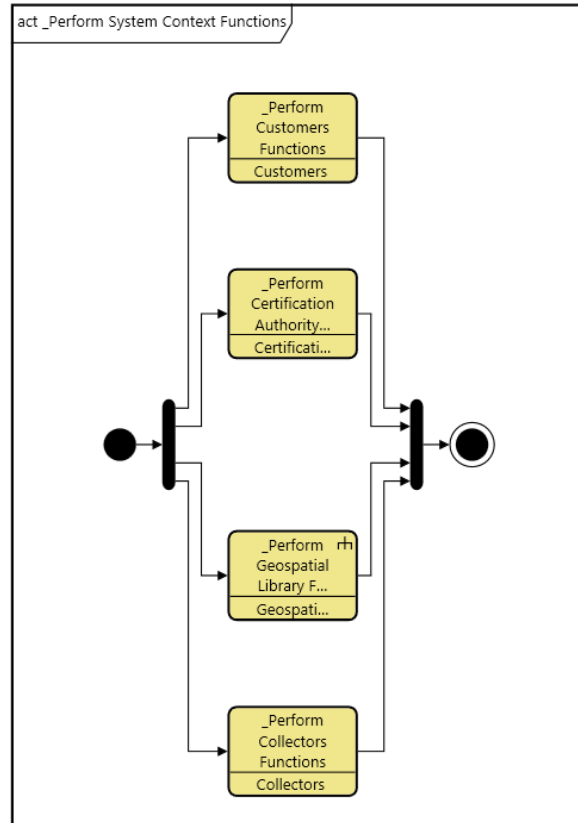 act _Perform System Context Functions
_Perform
Customers
Functions
Customers
_Perform
Certification
Authority...
Certificati...
_Perform
Geospatial
Library F...
Geospati...
_Perform
Collectors
Functions
Collectors